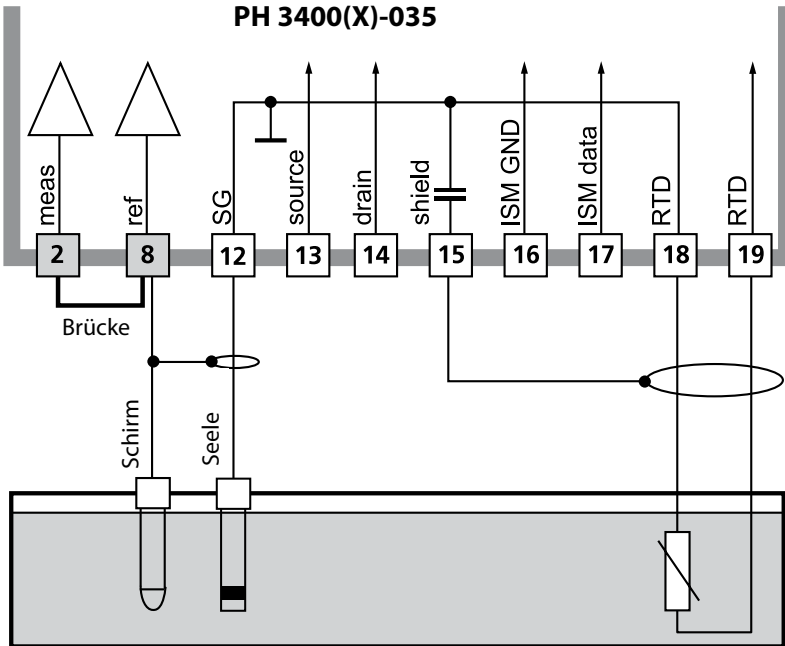 PH 3400(X)-035
meas
ref
SG
source
drain
shield
ISM GND
ISM data
RTD
RTD
2
8
12
13
14
15
16
17
18
19
Brücke
Schirm
Seele